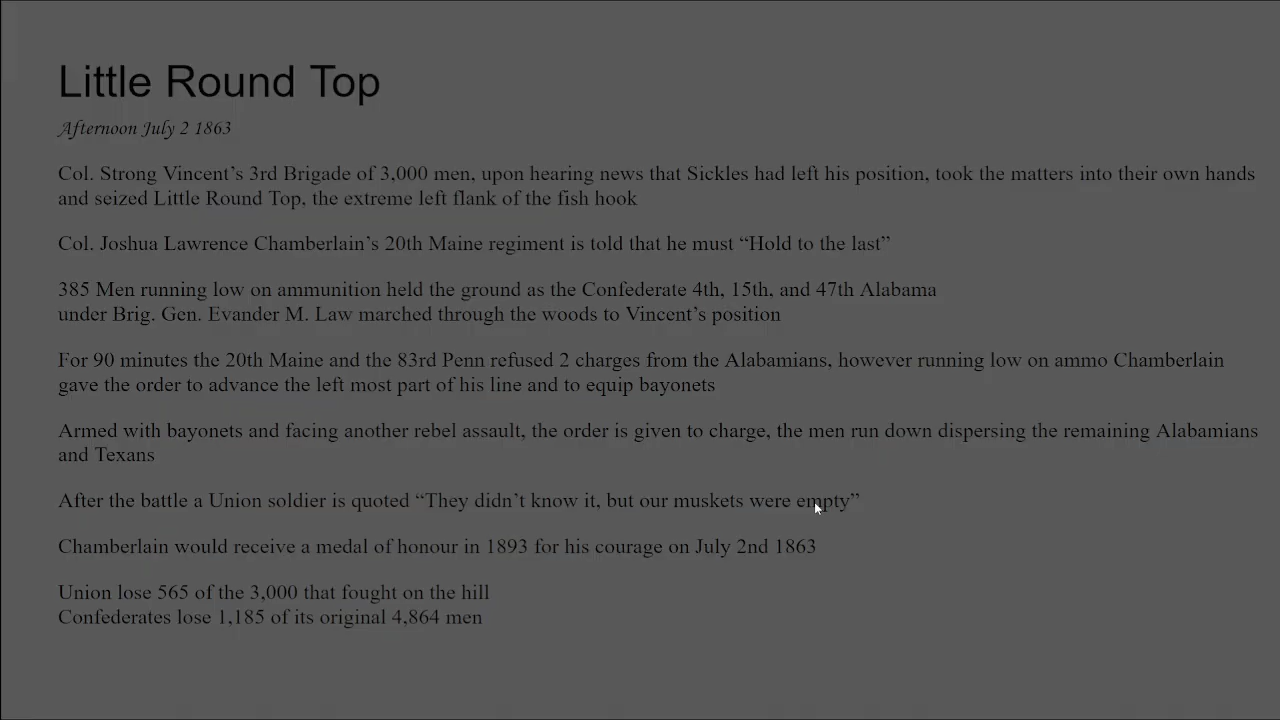 Little Round Top
Afternoon July 2 1863
Col. Strong Vincent’s 3rd Brigade of 3,000 men, upon hearing news that Sickles had left his position, took the matters into their own hands
and seized Little Round Top, the extreme left flank of the fish hook
Col. Joshua Lawrence Chamberlain’s 20th Maine regiment is told that he must “Hold to the last”
385 Men running low on ammunition held the ground as the Confederate 4th, 15th, and 47th Alabama
under Brig. Gen. Evander M. Law marched through the woods to Vincent’s position
For 90 minutes the 20th Maine and the 83rd Penn refused 2 charges from the Alabamians, however running low on ammo Chamberlain
gave the order to advance the left most part of his line and to equip bayonets
Armed with bayonets and facing another rebel assault, the order is given to charge, the men run down dispersing the remaining Alabamians
and Texans
After the battle a Union soldier is quoted “They didn’t know it, but our muskets were empty”
Chamberlain would receive a medal of honour in 1893 for his courage on July 2nd 1863
Union lose 565 of the 3,000 that fought on the hill
Confederates lose 1,185 of its original 4,864 men